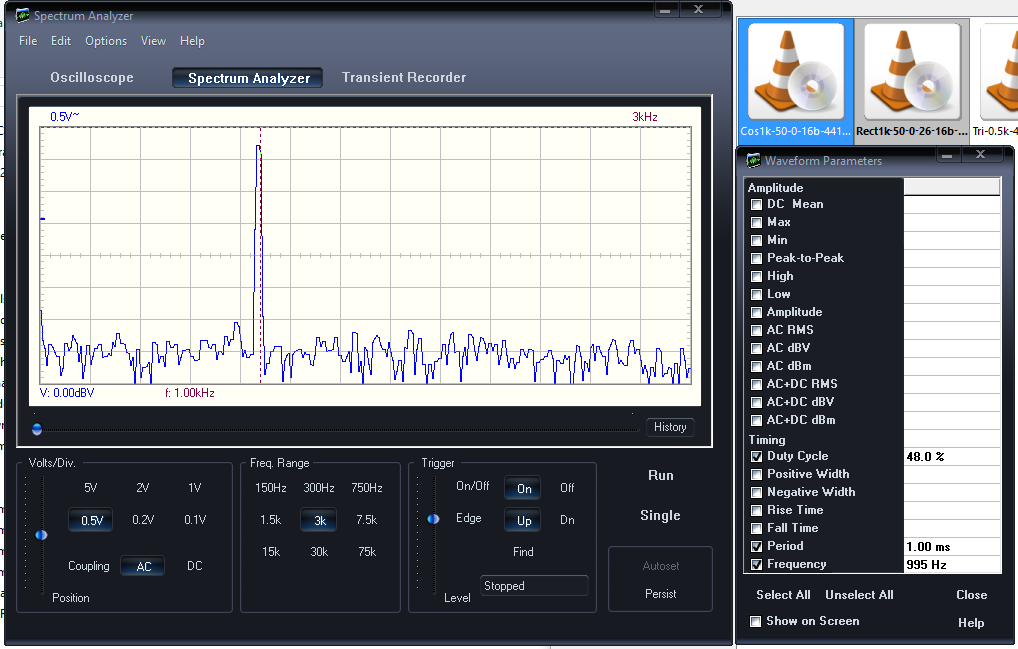 Spectrum Analyzer
File Edit Options View Help
Oscilloscope Spectrum Analyzer Transient Recorder
0.5V~ 3kHz
V: 0.00dBV f: 1.00kHz
History
Volts/Div.
5V 2V 1V
0.5V 0.2V 0.1V
Coupling AC DC
Position
Freq. Range
150Hz 300Hz 750Hz
1.5k 3k 7.5k
15k 30k 75k
Trigger
On/Off On Off
Edge Up Dn
Find
Stopped
Level
Run
Single
Autoset
Persist
Cos1k-50-0-16b-441... Rect1k-50-0-26-16b-... Tri-0.5k-4
Waveform Parameters
Amplitude
DC Mean
Max
Min
Peak-to-Peak
High
Low
Amplitude
AC RMS
AC dBV
AC dBm
AC+DC RMS
AC+DC dBV
AC+DC dBm
Timing
Duty Cycle 48.0 %
Positive Width
Negative Width
Rise Time
Fall Time
Period 1.00 ms
Frequency 995 Hz
Select All Unselect All Close
Show on Screen Help